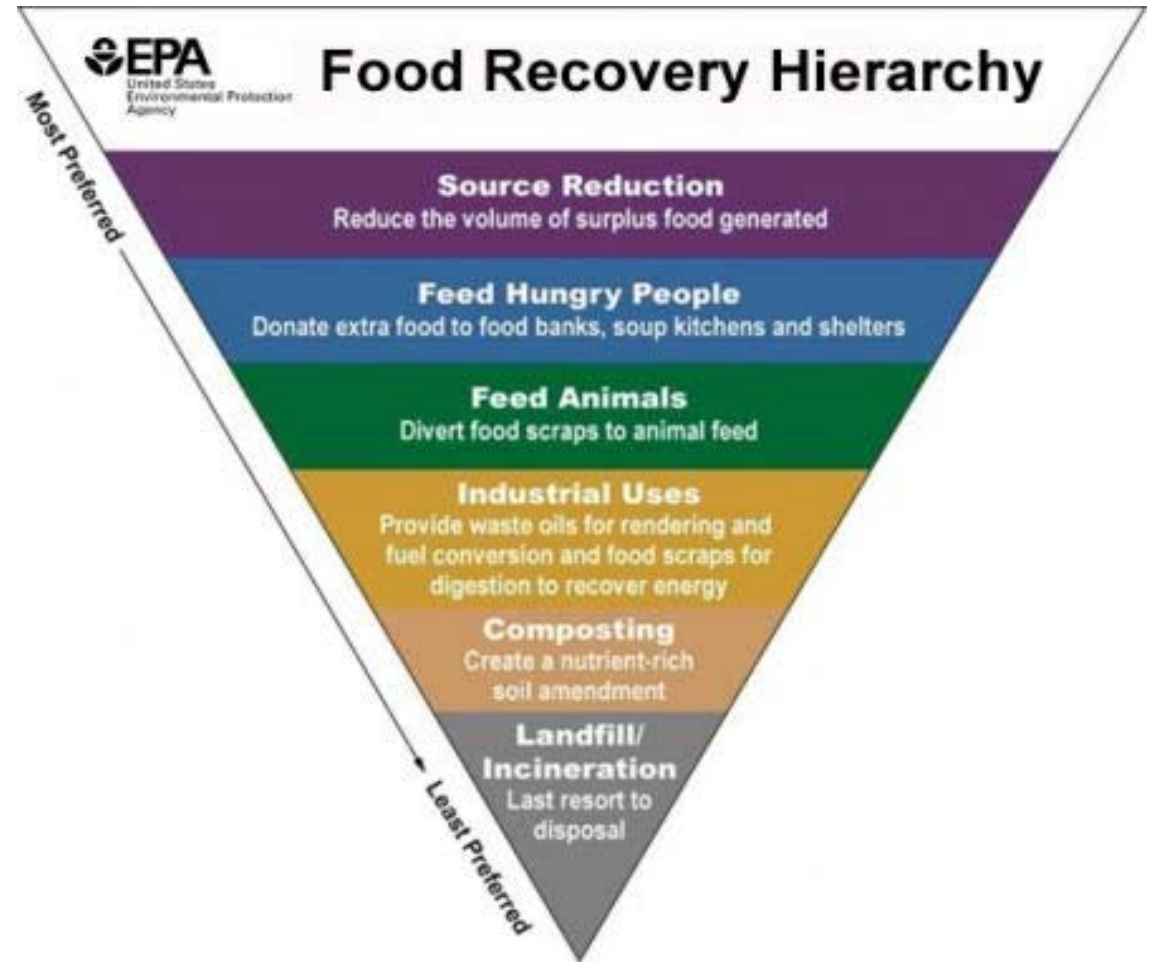 EPA
United States
Environmental Protection
Agency
Food Recovery Hierarchy
Most Preferred
Source Reduction
Reduce the volume of surplus food generated
Feed Hungry People
Donate extra food to food banks, soup kitchens and shelters
Feed Animals
Divert food scraps to animal feed
Industrial Uses
Provide waste oils for rendering and
fuel conversion and food scraps for
digestion to recover energy
Composting
Create a nutrient-rich
soil amendment
Landfill/
Incineration
Last resort to
disposal
Least Preferred